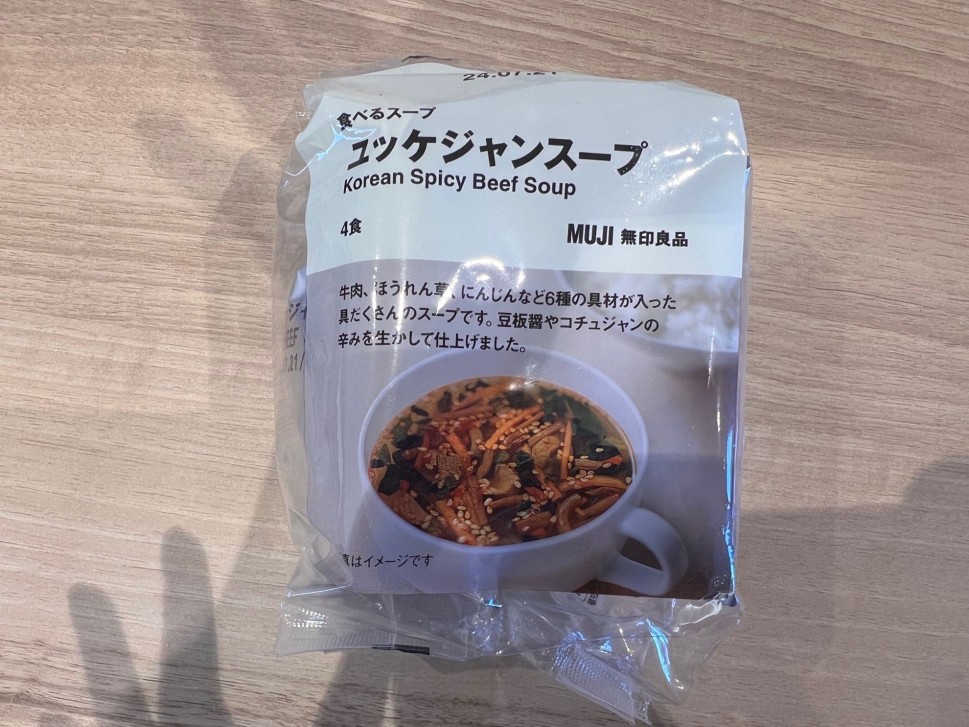 24.07.21
食べるスープ
ユッケジャンスープ
Korean Spicy Beef Soup
4食
MUJI 無印良品
牛肉、ほうれん草、にんじんなど6種の具材が入った
具だくさんのスープです。豆板醤やコチュジャンの
辛みを生かして仕上げました。
真はイメージです